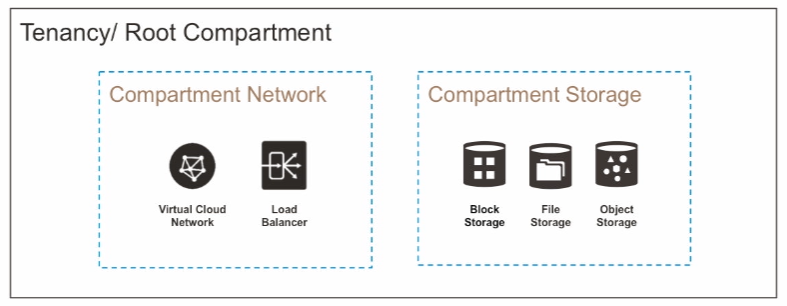 Tenancy/ Root Compartment
Compartment Network
Compartment Storage
Virtual Cloud
Network
Load
Balancer
Block
Storage
File
Storage
Object
Storage